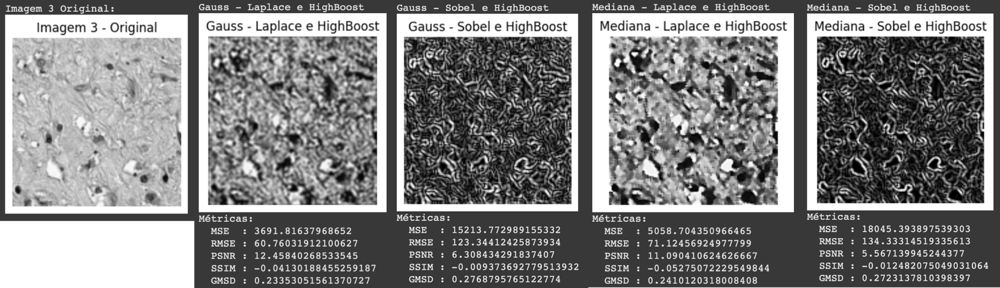 Imagem 3 Original:
Imagem 3 - Original
Gauss - Laplace e HighBoost
Gauss - Laplace e HighBoost
Métricas:
MSE : 3691.81637968652
RMSE : 60.76031912100627
PSNR : 12.45840268533545
SSIM : -0.04130188455259187
GMSD : 0.23353051561370727
Gauss - Sobel e HighBoost
Gauss - Sobel e HighBoost
Métricas:
MSE : 15213.772989155332
RMSE : 123.34412425873934
PSNR : 6.308434291837407
SSIM : -0.009373692779513932
GMSD : 0.2768795765122774
Mediana - Laplace e HighBoost
Mediana - Laplace e HighBoost
Métricas:
MSE : 5058.704350966465
RMSE : 71.12456924977799
PSNR : 11.090410624626667
SSIM : -0.05275072229549844
GMSD : 0.2410120318008408
Mediana - Sobel e HighBoost
Mediana - Sobel e HighBoost
Métricas:
MSE : 18045.393897539303
RMSE : 134.33314519335613
PSNR : 5.567139945244377
SSIM : -0.012482075049031064
GMSD : 0.2723137810398397